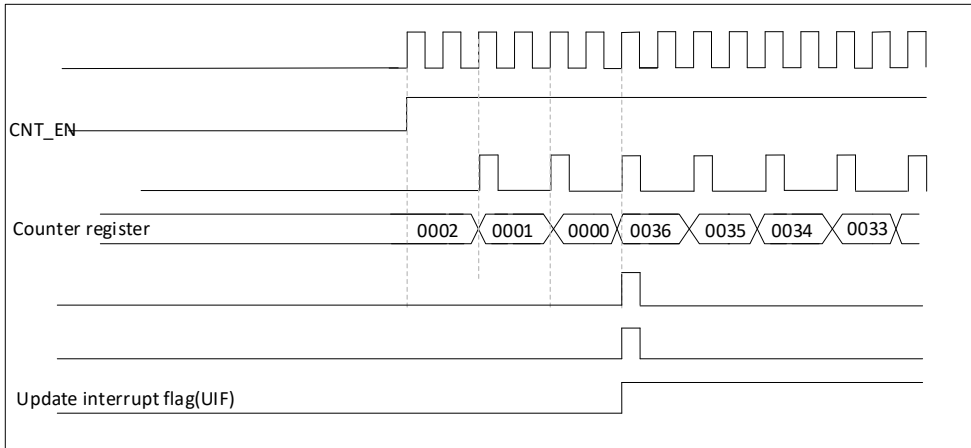 CNT_EN
Counter register 0002 0001 0000 0036 0035 0034 0033
Update interrupt flag(UIF)